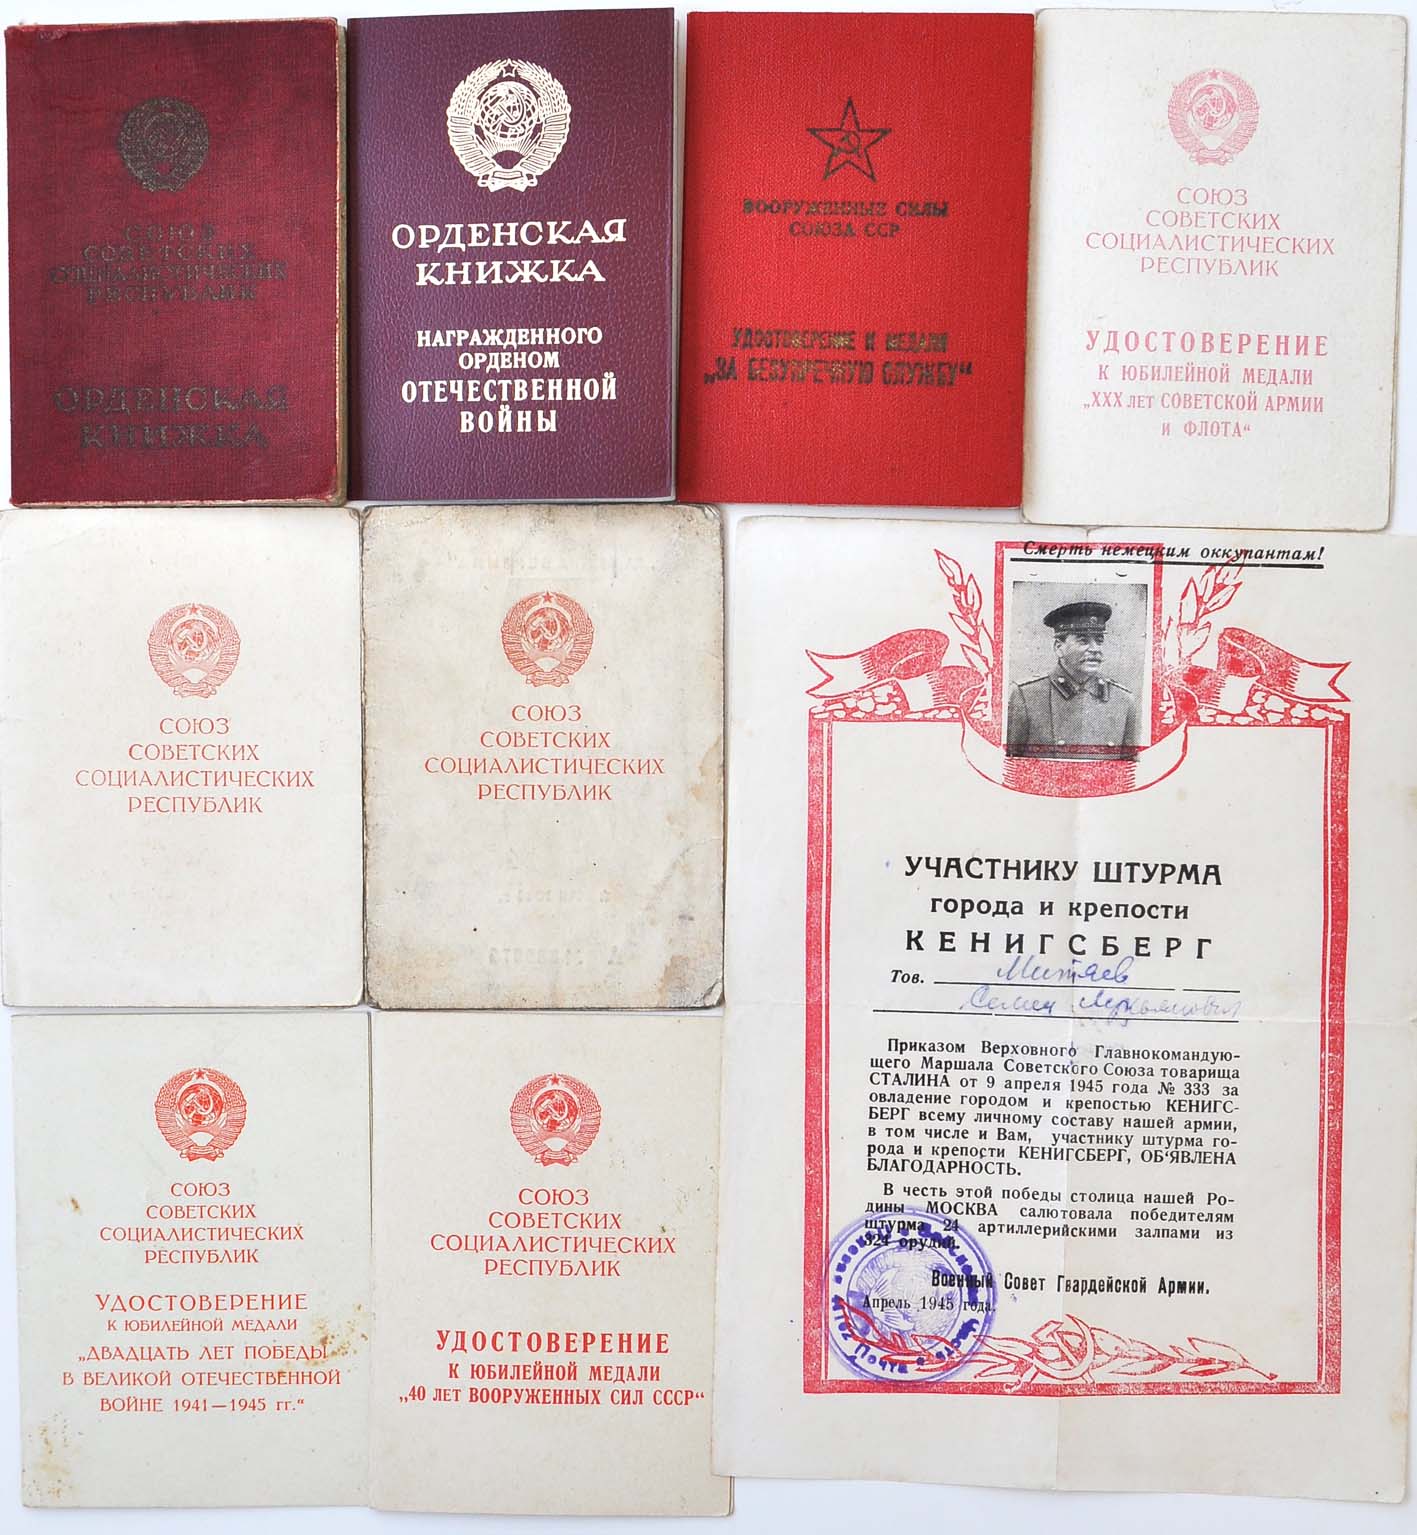 СОЮЗ
СОВЕТСКИХ
СОЦИАЛИСТИЧЕСКИХ
РЕСПУБЛИК
ОРДЕНСКАЯ
КНИЖКА
ОРДЕНСКАЯ
КНИЖКА
НАГРАЖДЕННОГО
ОРДЕНОМ
ОТЕЧЕСТВЕННОЙ
ВОЙНЫ
ВООРУЖЕННЫЕ СИЛЫ
СОЮЗА ССР
УДОСТОВЕРЕНИЕ К МЕДАЛИ
„ЗА БЕЗУПРЕЧНУЮ СЛУЖБУ“
СОЮЗ
СОВЕТСКИХ
СОЦИАЛИСТИЧЕСКИХ
РЕСПУБЛИК
УДОСТОВЕРЕНИЕ
К ЮБИЛЕЙНОЙ МЕДАЛИ
„XXX ЛЕТ СОВЕТСКОЙ АРМИИ
И ФЛОТА“
СОЮЗ
СОВЕТСКИХ
СОЦИАЛИСТИЧЕСКИХ
РЕСПУБЛИК
СОЮЗ
СОВЕТСКИХ
СОЦИАЛИСТИЧЕСКИХ
РЕСПУБЛИК
СОЮЗ
СОВЕТСКИХ
СОЦИАЛИСТИЧЕСКИХ
РЕСПУБЛИК
УДОСТОВЕРЕНИЕ
К ЮБИЛЕЙНОЙ МЕДАЛИ
„ДВАДЦАТЬ ЛЕТ ПОБЕДЫ
В ВЕЛИКОЙ ОТЕЧЕСТВЕННОЙ
ВОЙНЕ 1941—1945 гг.“
СОЮЗ
СОВЕТСКИХ
СОЦИАЛИСТИЧЕСКИХ
РЕСПУБЛИК
УДОСТОВЕРЕНИЕ
К ЮБИЛЕЙНОЙ МЕДАЛИ
„40 ЛЕТ ВООРУЖЕННЫХ СИЛ СССР“
Смерть немецким оккупантам!
УЧАСТНИКУ ШТУРМА
города и крепости
КЕНИГСБЕРГ
Тов. Митяев
Семен Лукьянович
Приказом Верховного Главнокомандую-
щего Маршала Советского Союза товарища
СТАЛИНА от 9 апреля 1945 года № 333 за
овладение городом и крепостью КЕНИГС-
БЕРГ всему личному составу нашей армии,
в том числе и Вам, участнику штурма го-
рода и крепости КЕНИГСБЕРГ, ОБ‘ЯВЛЕНА
БЛАГОДАРНОСТЬ.
В честь этой победы столица нашей Ро-
дины МОСКВА салютовала победителям
штурма 24 артиллерийскими залпами из
324 орудий.
Военный Совет Гвардейской Армии.
Апрель 1945 года.